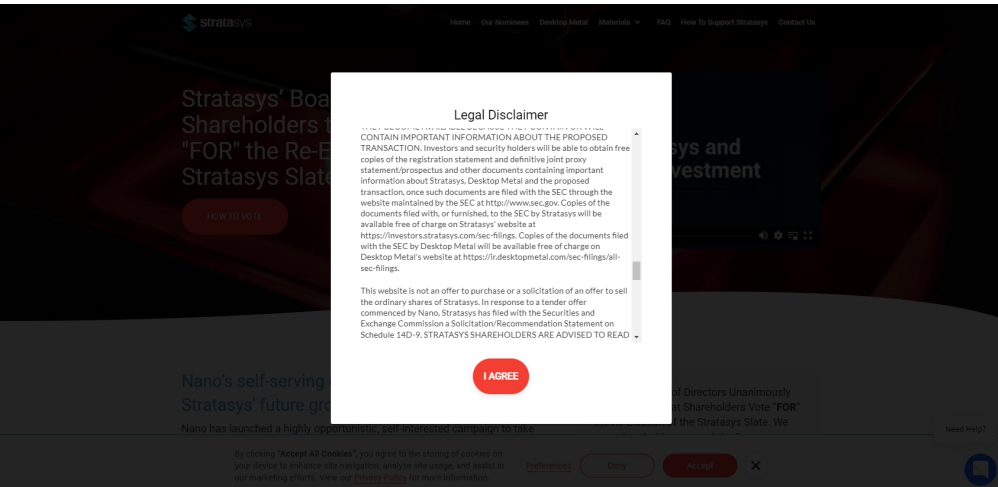 stratasys
Home Our Nominees Desktop Metal Materials FAQ How To Support Stratasys Contact Us
Stratasys' Boa
Shareholders t
"FOR" the Re-E
Stratasys Slate
HOW TO VOTE
sys and
vestment
Legal Disclaimer
CONTAIN IMPORTANT INFORMATION ABOUT THE PROPOSED
TRANSACTION. Investors and security holders will be able to obtain free
copies of the registration statement and definitive joint proxy
statement/prospectus and other documents containing important
information about Stratasys, Desktop Metal and the proposed
transaction, once such documents are filed with the SEC through the
website maintained by the SEC at http://www.sec.gov. Copies of the
documents filed with, or furnished, to the SEC by Stratasys will be
available free of charge on Stratasys' website at
https://investors.stratasys.com/sec-filings. Copies of the documents filed
with the SEC by Desktop Metal will be available free of charge on
Desktop Metal's website at https://ir.desktopmetal.com/sec-filings/all-
sec-filings.
This website is not an offer to purchase or a solicitation of an offer to sell
the ordinary shares of Stratasys. In response to a tender offer
commenced by Nano, Stratasys has filed with the Securities and
Exchange Commission a Solicitation/Recommendation Statement on
Schedule 14D-9. STRATASYS SHAREHOLDERS ARE ADVISED TO READ
I AGREE
Nano's self-serving
Stratasys' future gro
Nano has launched a highly opportunistic, self-interested campaign to take
of Directors Unanimously
at Shareholders Vote "FOR"
of the Stratasys Slate. We
Need Help?
By clicking "Accept All Cookies", you agree to the storing of cookies on
your device to enhance site navigation, analyze site usage, and assist in
our marketing efforts. View our Privacy Policy for more information.
Preferences
Deny
Accept